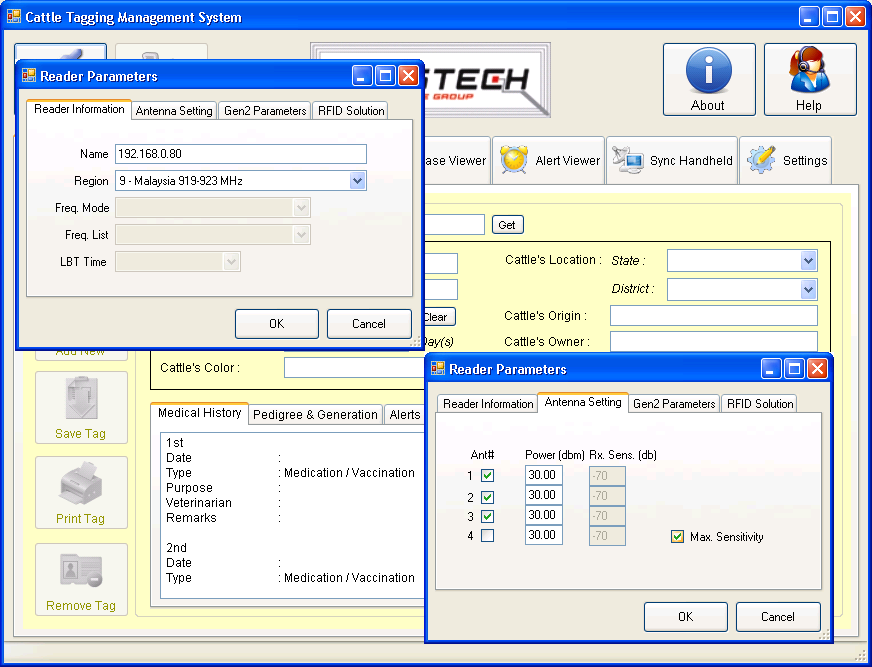 Cattle Tagging Management System
STECH
GROUP
About
Help
ase Viewer
Alert Viewer
Sync Handheld
Settings
Get
Cattle's Location :
State :
District :
Clear
Cattle's Origin :
Day(s)
Cattle's Owner :
Add New
Cattle's Color :
Save Tag
Print Tag
Remove Tag
Medical History
Pedigree & Generation
Alerts
1st
Date :
Type : Medication / Vaccination
Purpose :
Veterinarian :
Remarks :
2nd
Date :
Type : Medication / Vaccination
Reader Parameters
Reader Information
Antenna Setting
Gen2 Parameters
RFID Solution
Name 192.168.0.80
Region 9 - Malaysia 919-923 MHz
Freq. Mode
Freq. List
LBT Time
OK
Cancel
Reader Parameters
Reader Information
Antenna Setting
Gen2 Parameters
RFID Solution
Ant# Power (dbm) Rx. Sens. (db)
1 30.00 -70
2 30.00 -70
3 30.00 -70
4 30.00 -70
Max. Sensitivity
OK
Cancel